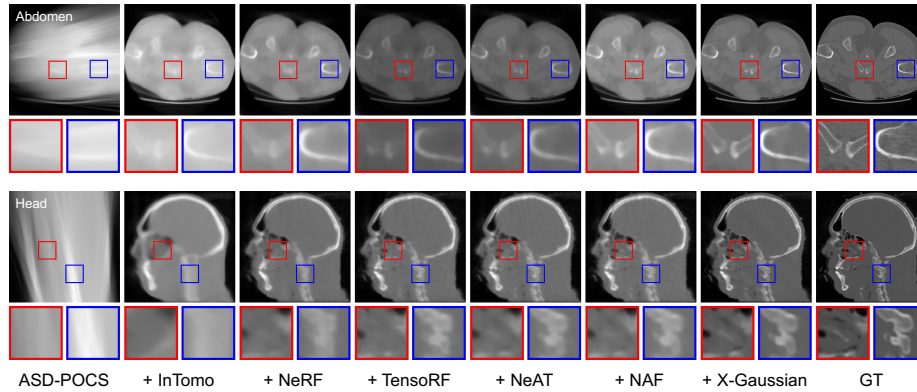 Abdomen
Head
ASD-POCS + InTomo + NeRF + TensoRF + NeAT + NAF + X-Gaussian GT